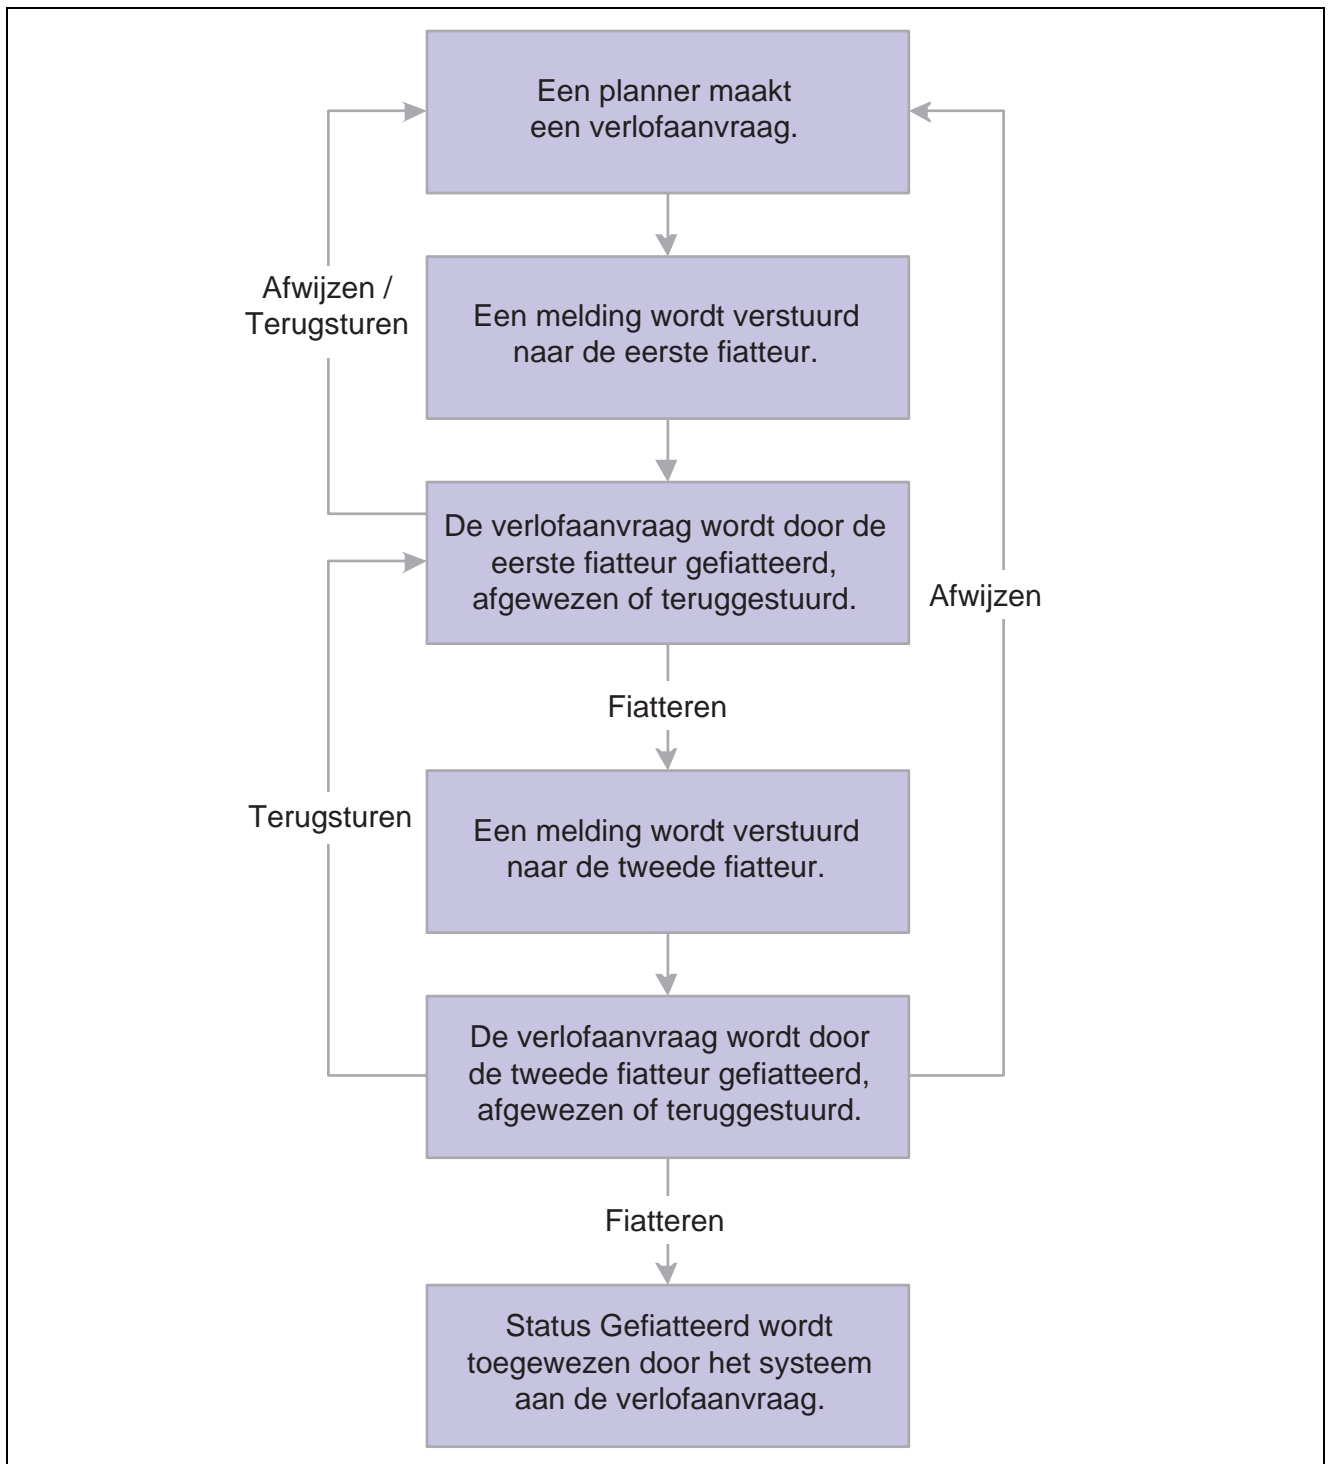 Een planner maakt
een verlofaanvraag.
Afwijzen /
Terugsturen
Een melding wordt verstuurd
naar de eerste fiatteur.
De verlofaanvraag wordt door de
eerste fiatteur gefiatteerd,
afgewezen of teruggestuurd.
Afwijzen
Fiatteren
Terugsturen
Een melding wordt verstuurd
naar de tweede fiatteur.
De verlofaanvraag wordt door
de tweede fiatteur gefiatteerd,
afgewezen of teruggestuurd.
Fiatteren
Status Gefiatteerd wordt
toegewezen door het systeem
aan de verlofaanvraag.